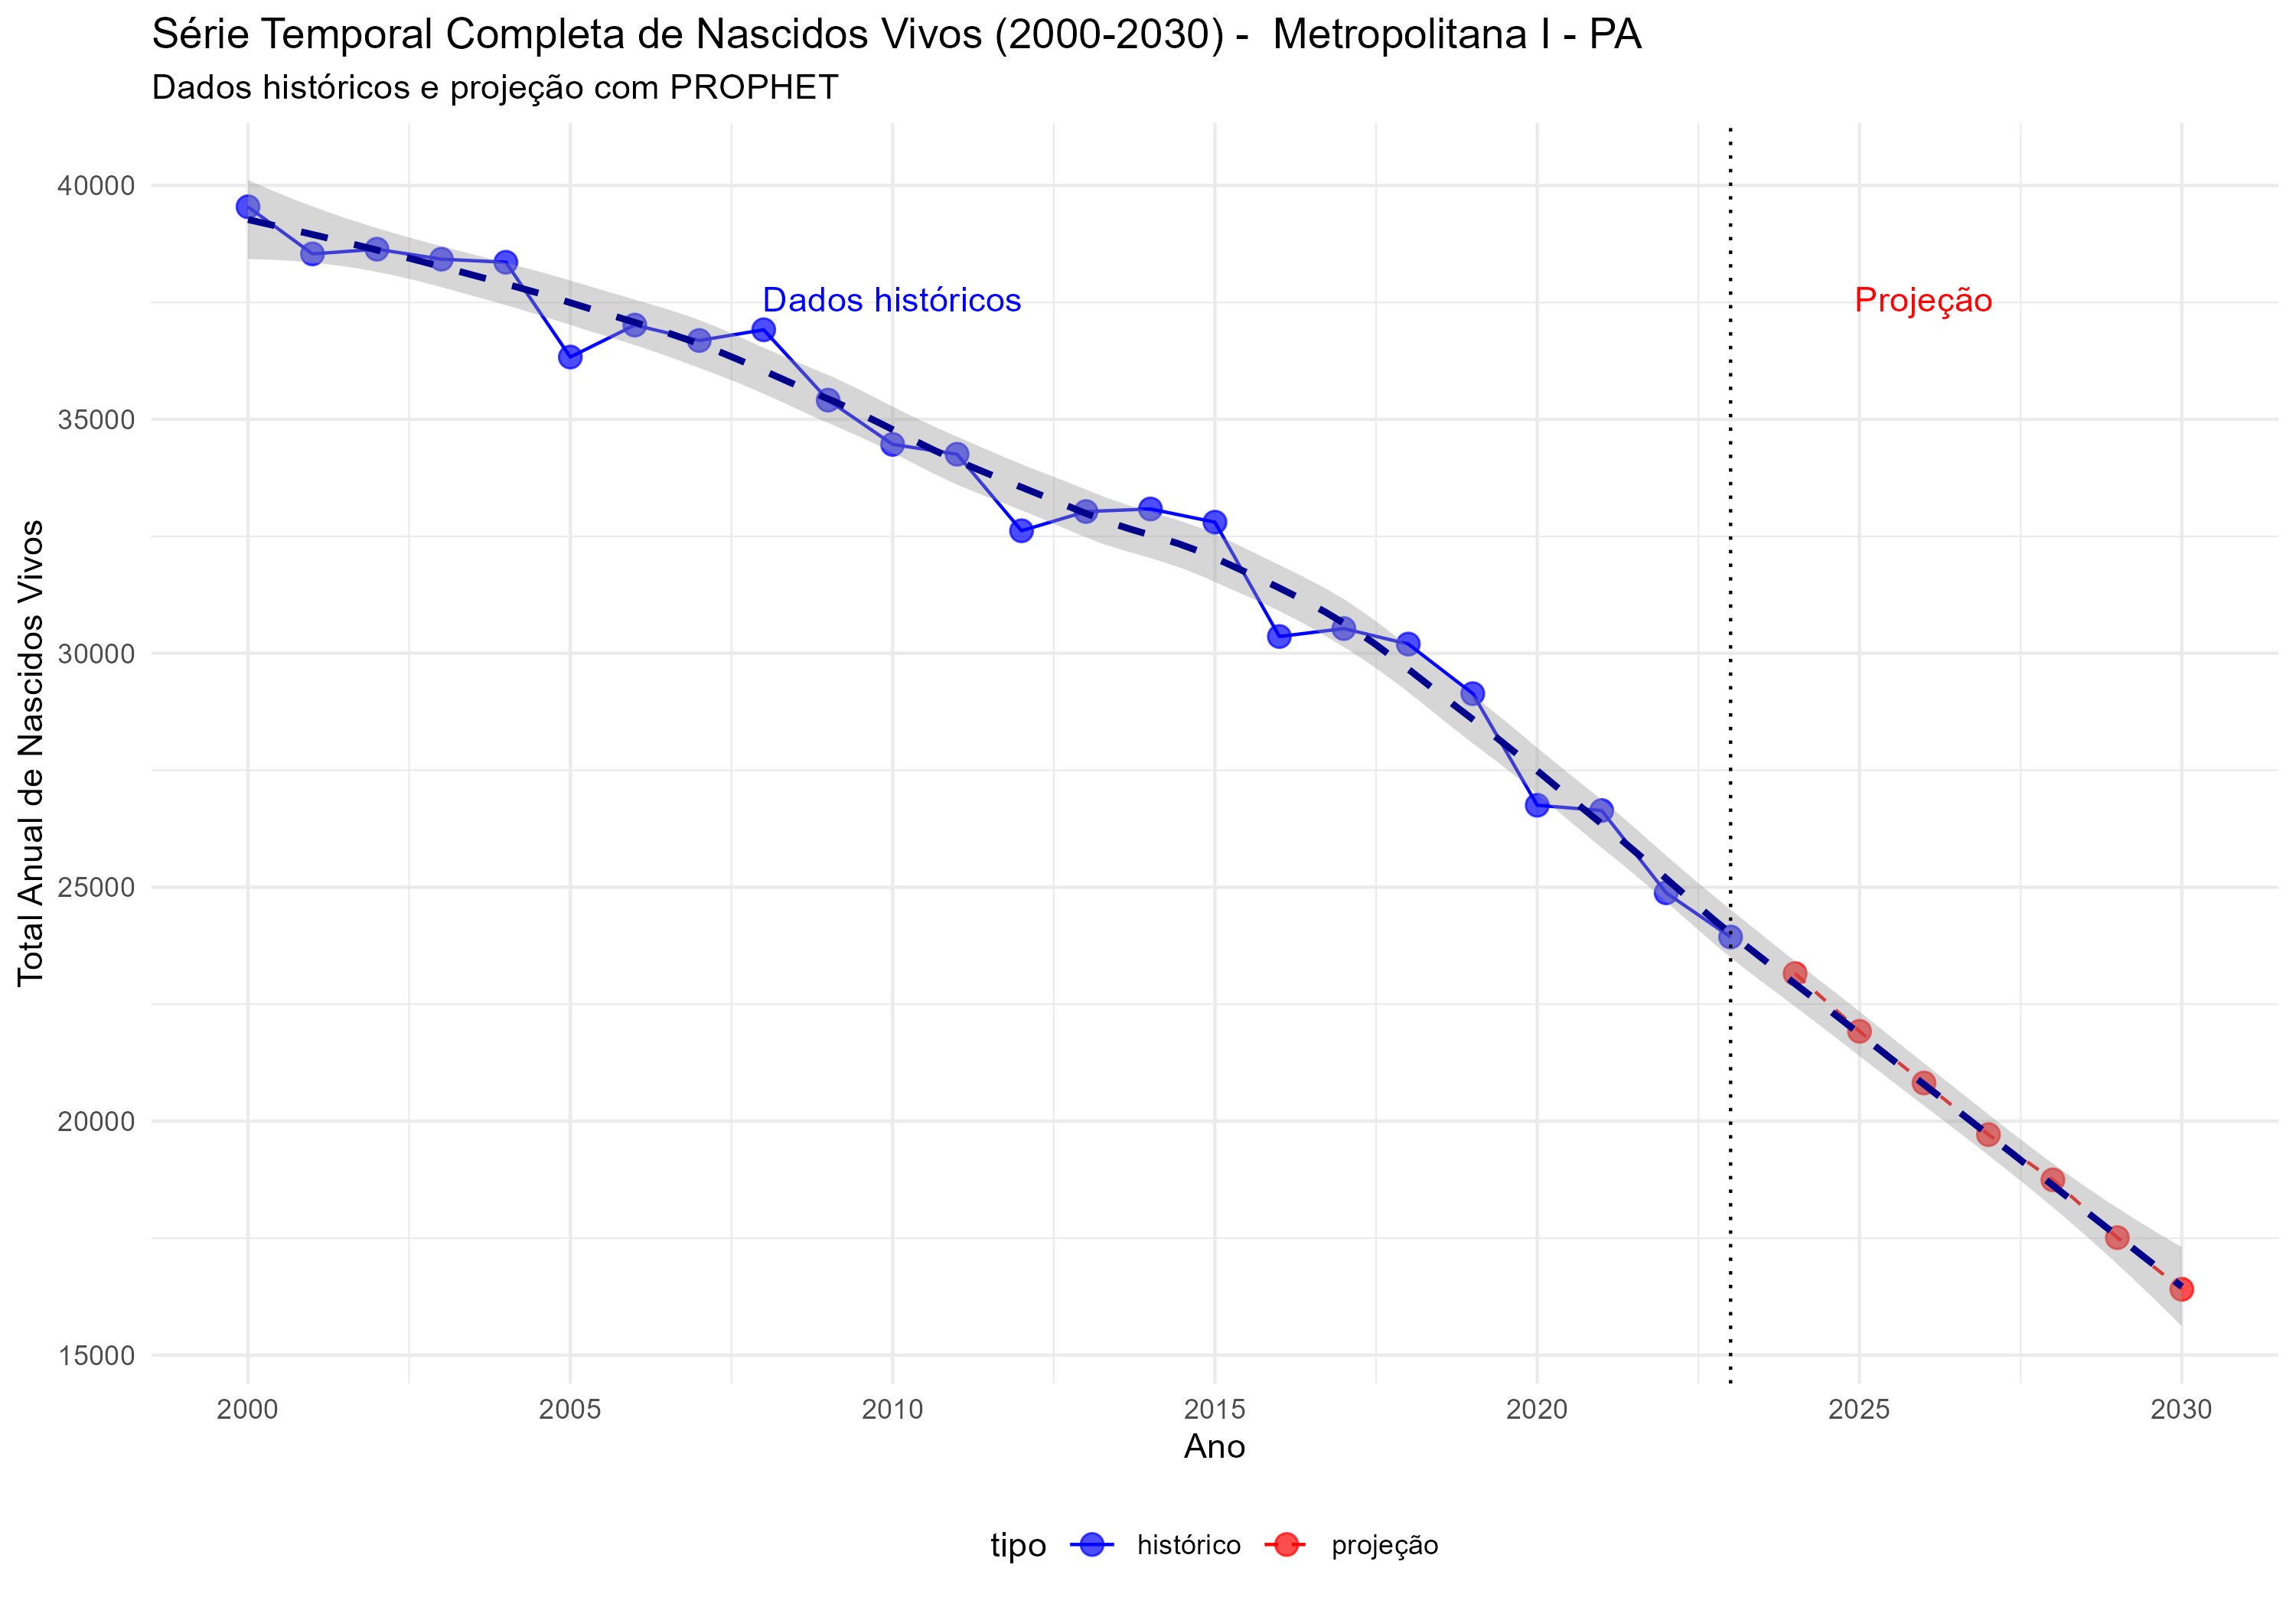 Série Temporal Completa de Nascidos Vivos (2000-2030) -  Metropolitana I - PA
Dados históricos e projeção com PROPHET
Total Anual de Nascidos Vivos
40000
35000
30000
25000
20000
15000
Dados históricos
Projeção
2000 2005 2010 2015 2020 2025 2030
Ano
tipo histórico projeção